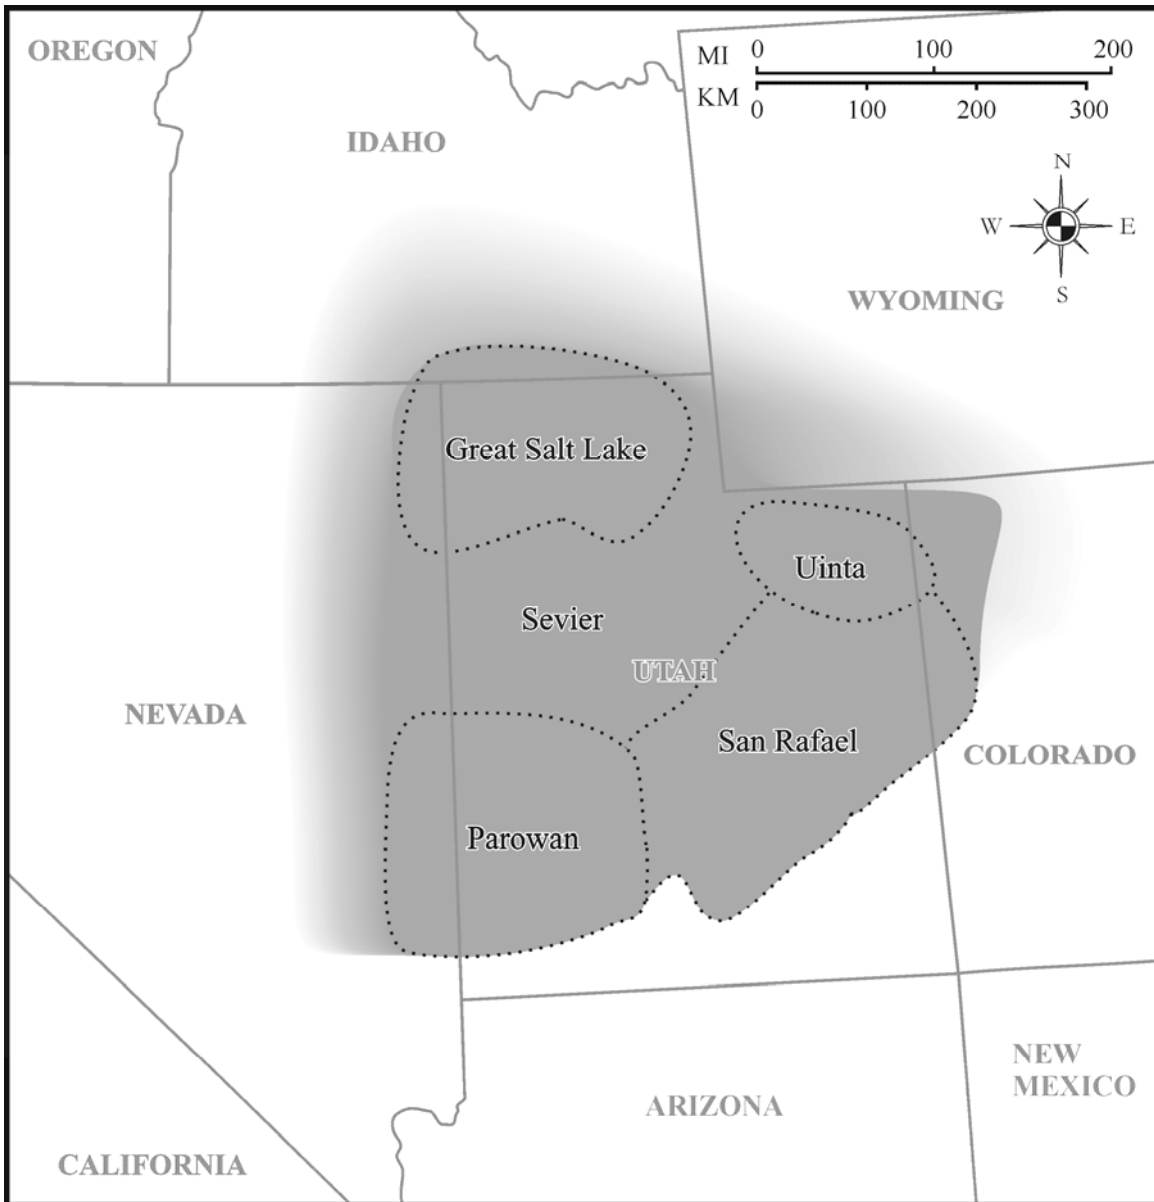 OREGON
MI 0 100 200
KM
0 100 200 300
IDAHO
N
W E
S
WYOMING
Great Salt Lake
Uinta
Sevier
UTAH
NEVADA
San Rafael
COLORADO
Parowan
NEW
MEXICO
ARIZONA
CALIFORNIA